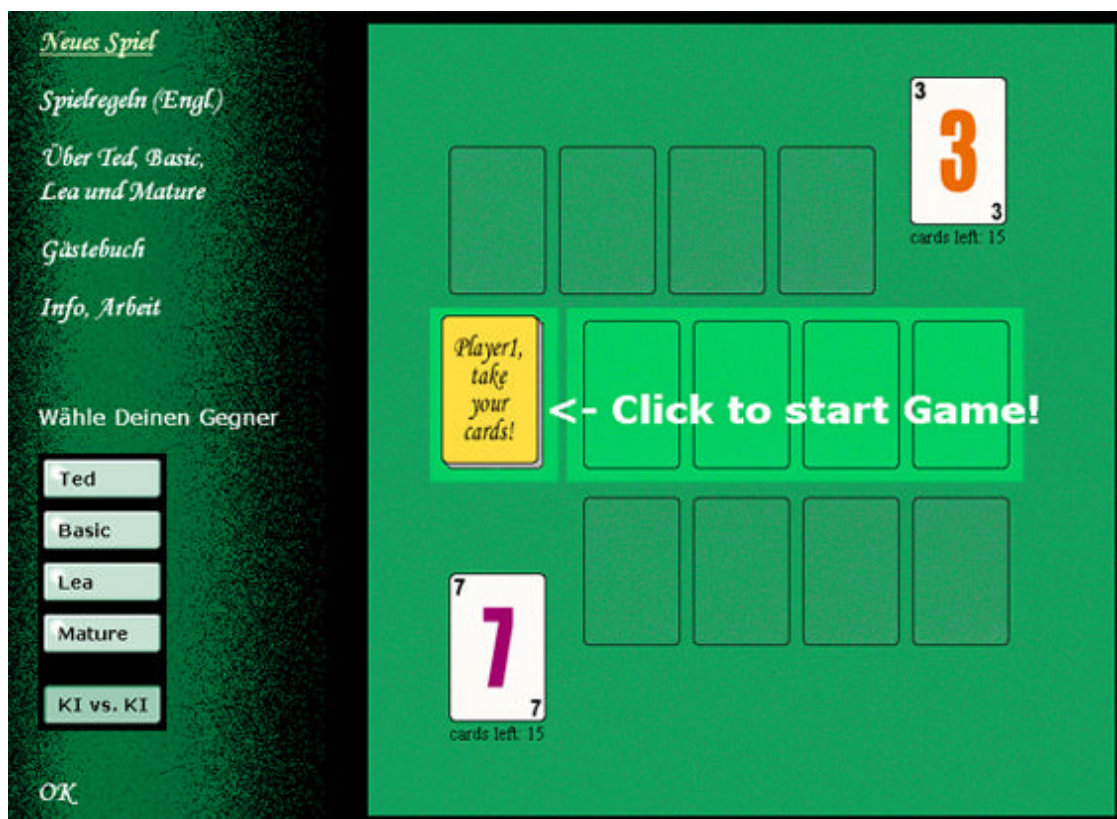 Neues Spiel
Spielregeln (Engl.)
Über Ted, Basic,
Lea und Mature
Gästebuch
Info, Arbeit
Wähle Deinen Gegner
Ted
Basic
Lea
Mature
KI vs. KI
OK
3
3
3
cards left: 15
Player1,
take
your
cards!
<- Click to start Game!
7
7
7
cards left: 15